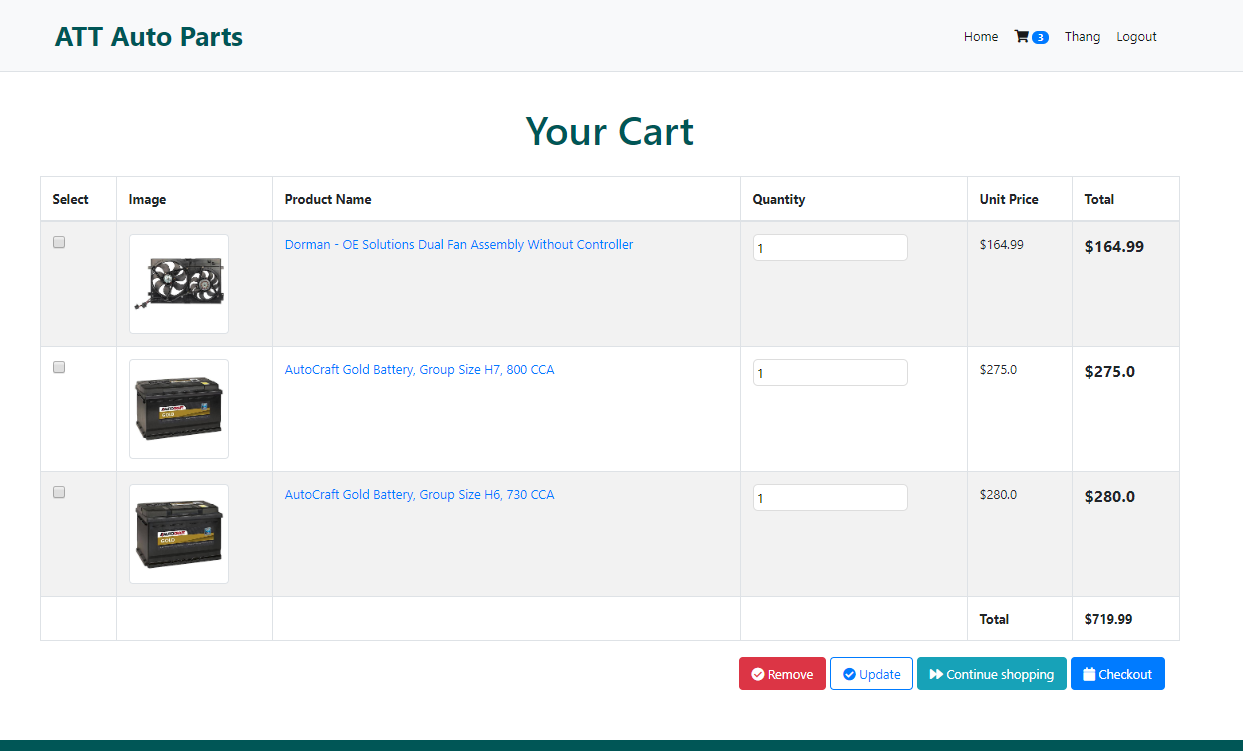 ATT Auto Parts
Home 3 Thang Logout
Your Cart
Select Image Product Name Quantity Unit Price Total
Dorman - OE Solutions Dual Fan Assembly Without Controller 1 $164.99 $164.99
AutoCraft Gold Battery, Group Size H7, 800 CCA 1 $275.0 $275.0
GOLD
AutoCraft Gold Battery, Group Size H6, 730 CCA 1 $280.0 $280.0
GOLD
Total $719.99
Remove Update Continue shopping Checkout